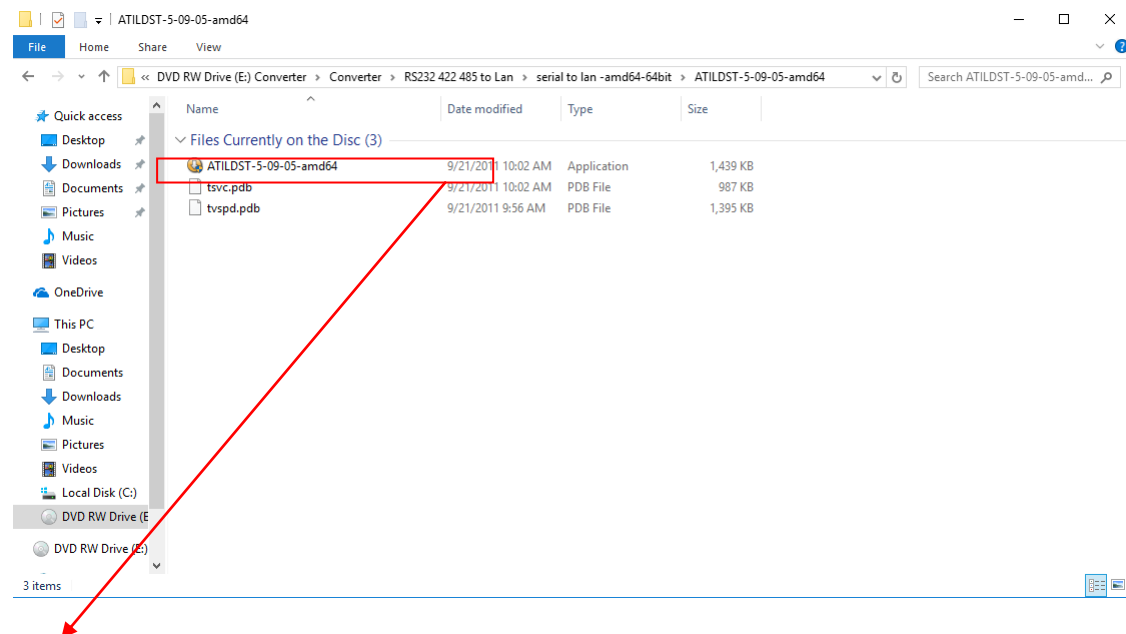 ATILDST-5-09-05-amd64
File Home Share View
« DVD RW Drive (E:) Converter › Converter › RS232 422 485 to Lan › serial to lan -amd64-64bit › ATILDST-5-09-05-amd64
Search ATILDST-5-09-05-amd...
Name Date modified Type Size
Quick access
Files Currently on the Disc (3)
Desktop
Downloads
ATILDST-5-09-05-amd64 9/21/2011 10:02 AM Application 1,439 KB
Documents
tsvc.pdb 9/21/2011 10:02 AM PDB File 987 KB
Pictures
tvspd.pdb 9/21/2011 9:56 AM PDB File 1,395 KB
Music
Videos
OneDrive
This PC
Desktop
Documents
Downloads
Music
Pictures
Videos
Local Disk (C:)
DVD RW Drive (E
DVD RW Drive (E:)
3 items